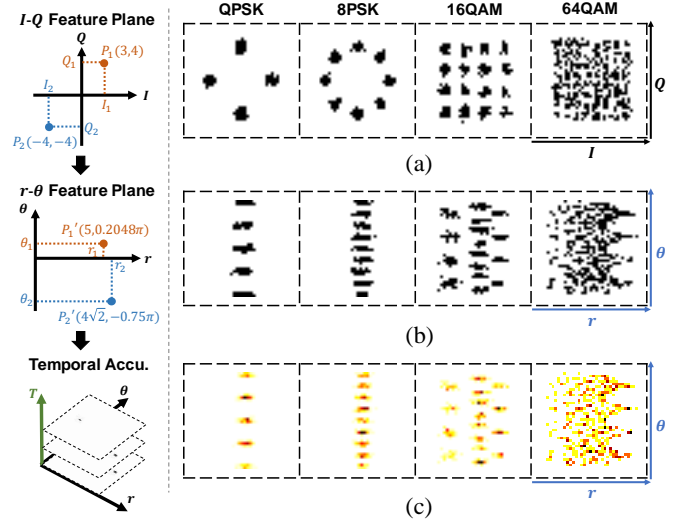 I-Q Feature Plane
Q
Q₁
P₁(3,4)
I₂
I
I₁
Q₂
P₂(−4,−4)
r-θ Feature Plane
θ
θ₁
P₁′(5,0.2048π)
r₁
r
r₂
θ₂
P₂′(4√2,−0.75π)
Temporal Accu.
T
θ
r
QPSK 8PSK 16QAM 64QAM
Q
I
(a)
θ
r
(b)
θ
r
(c)